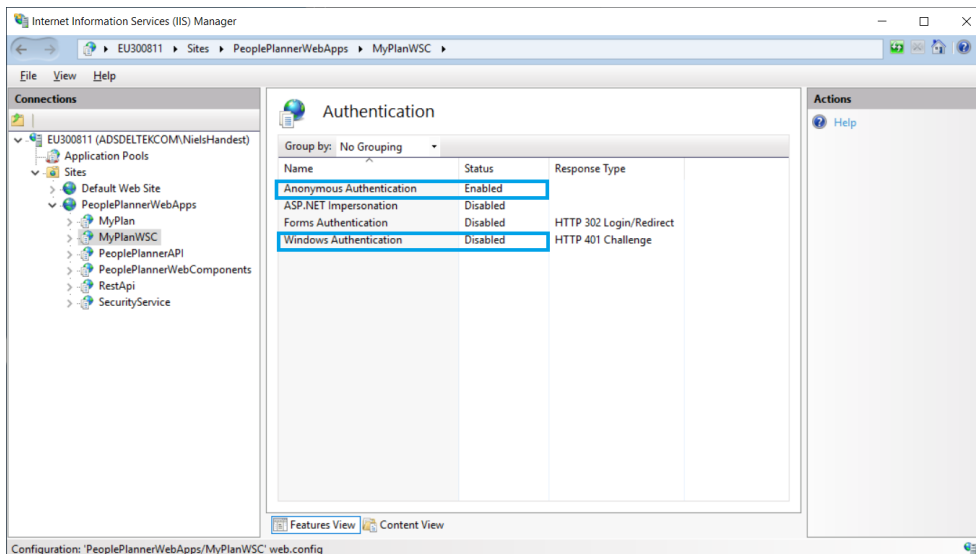 Internet Information Services (IIS) Manager
EU300811 Sites PeoplePlannerWebApps MyPlanWSC
File View Help
Connections
EU300811 (ADSDELTEKCOM\NielsHandest)
Application Pools
Sites
Default Web Site
PeoplePlannerWebApps
MyPlan
MyPlanWSC
PeoplePlannerAPI
PeoplePlannerWebComponents
RestApi
SecurityService
Authentication
Group by: No Grouping
Name Status Response Type
Anonymous Authentication Enabled
ASP.NET Impersonation Disabled
Forms Authentication Disabled HTTP 302 Login/Redirect
Windows Authentication Disabled HTTP 401 Challenge
Features View Content View
Actions
Help
Configuration: 'PeoplePlannerWebApps/MyPlanWSC' web.config